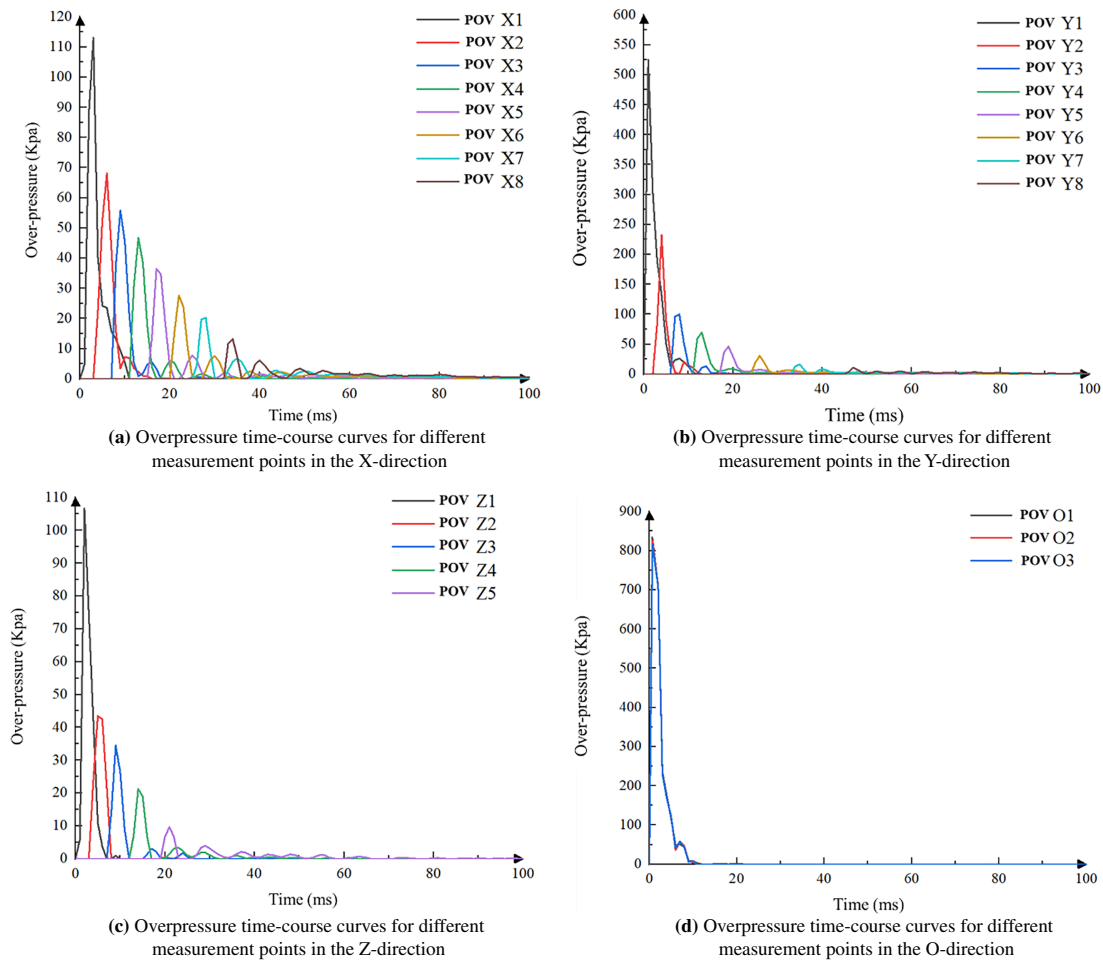 120
110
100
90
80
70
60
50
40
30
20
10
0
Over-pressure (Kpa)
POV X1
POV X2
POV X3
POV X4
POV X5
POV X6
POV X7
POV X8
0 20 40 60 80 100
Time (ms)
(a) Overpressure time-course curves for different
measurement points in the X-direction
600
575
550
525
500
450
400
350
300
250
200
150
100
50
25
0
Over-pressure (Kpa)
POV Y1
POV Y2
POV Y3
POV Y4
POV Y5
POV Y6
POV Y7
POV Y8
0 20 40 60 80 100
Time (ms)
(b) Overpressure time-course curves for different
measurement points in the Y-direction
110
100
90
80
70
60
50
40
30
20
10
0
Over-pressure (Kpa)
POV Z1
POV Z2
POV Z3
POV Z4
POV Z5
0 20 40 60 80 100
Time (ms)
(c) Overpressure time-course curves for different
measurement points in the Z-direction
900
800
700
600
500
400
300
200
100
50
0
Over-pressure (Kpa)
POV O1
POV O2
POV O3
0 20 40 60 80 100
Time (ms)
(d) Overpressure time-course curves for different
measurement points in the O-direction